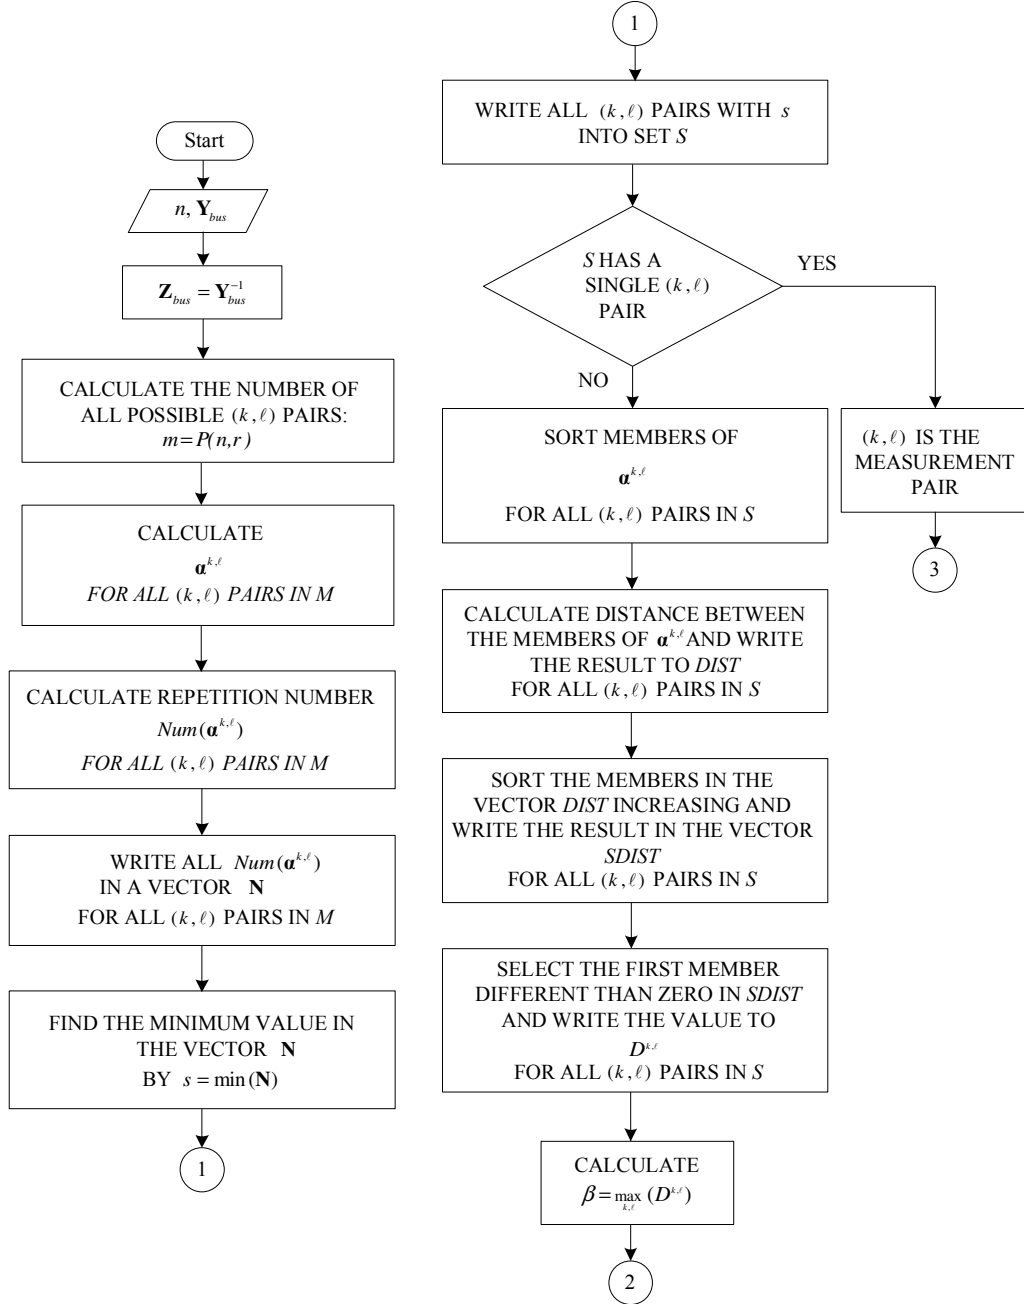 Start
n, Y_bus
Z_bus = Y_bus^{-1}
CALCULATE THE NUMBER OF
ALL POSSIBLE (k,ℓ) PAIRS:
m=P(n,r)
CALCULATE
α^{k,ℓ}
FOR ALL (k,ℓ) PAIRS IN M
CALCULATE REPETITION NUMBER
Num(α^{k,ℓ})
FOR ALL (k,ℓ) PAIRS IN M
WRITE ALL Num(α^{k,ℓ})
IN A VECTOR N
FOR ALL (k,ℓ) PAIRS IN M
FIND THE MINIMUM VALUE IN
THE VECTOR N
BY s = min(N)
1
1
WRITE ALL (k,ℓ) PAIRS WITH s
INTO SET S
S HAS A
SINGLE (k,ℓ)
PAIR
YES
NO
(k,ℓ) IS THE
MEASUREMENT
PAIR
3
SORT MEMBERS OF
α^{k,ℓ}
FOR ALL (k,ℓ) PAIRS IN S
CALCULATE DISTANCE BETWEEN
THE MEMBERS OF α^{k,ℓ} AND WRITE
THE RESULT TO DIST
FOR ALL (k,ℓ) PAIRS IN S
SORT THE MEMBERS IN THE
VECTOR DIST INCREASING AND
WRITE THE RESULT IN THE VECTOR
SDIST
FOR ALL (k,ℓ) PAIRS IN S
SELECT THE FIRST MEMBER
DIFFERENT THAN ZERO IN SDIST
AND WRITE THE VALUE TO
D^{k,ℓ}
FOR ALL (k,ℓ) PAIRS IN S
CALCULATE
β = max_{k,ℓ} (D^{k,ℓ})
2